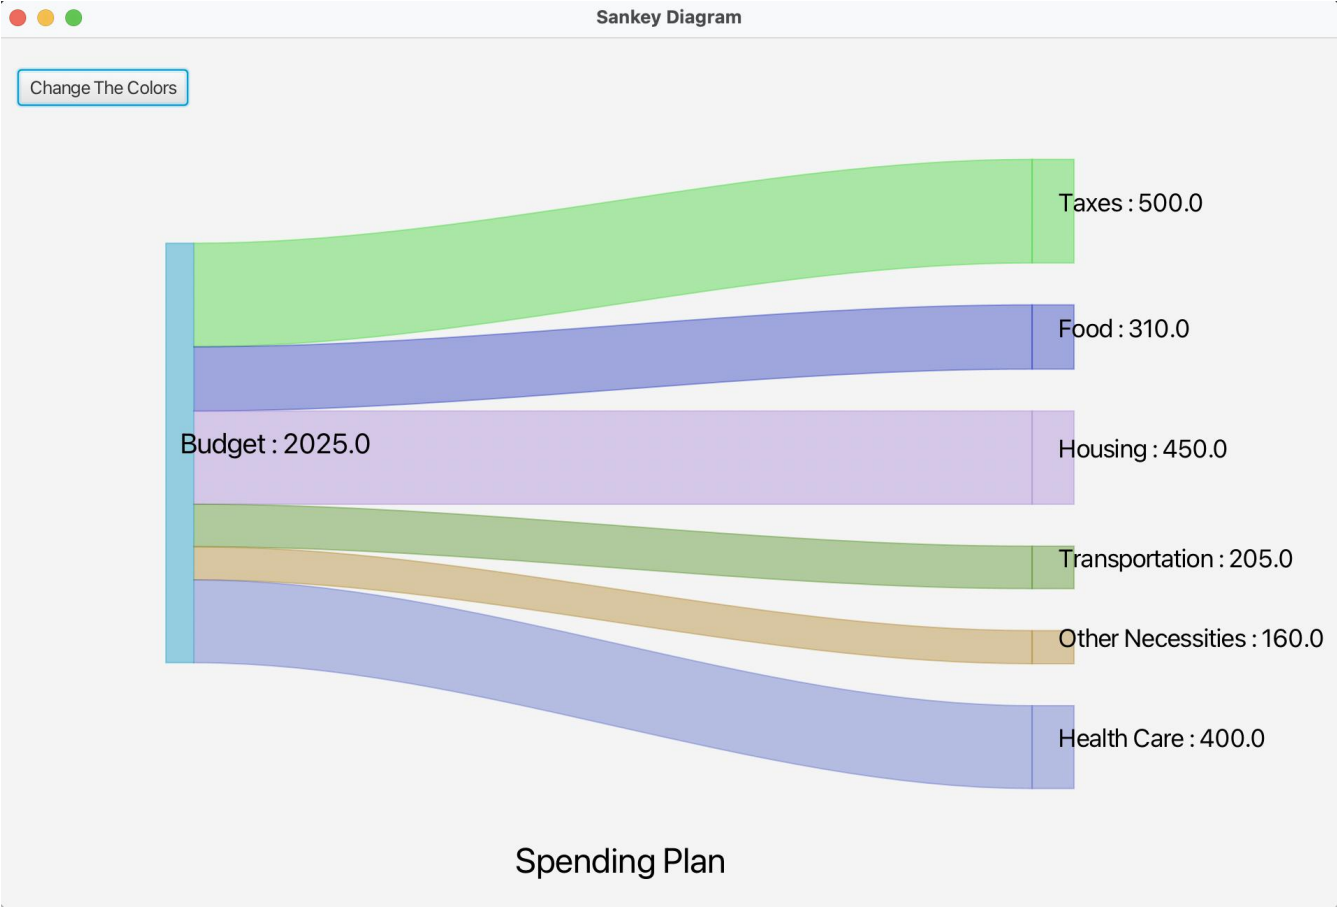 Sankey Diagram
Change The Colors
Taxes : 500.0
Food : 310.0
Budget : 2025.0
Housing : 450.0
Transportation : 205.0
Other Necessities : 160.0
Health Care : 400.0
Spending Plan